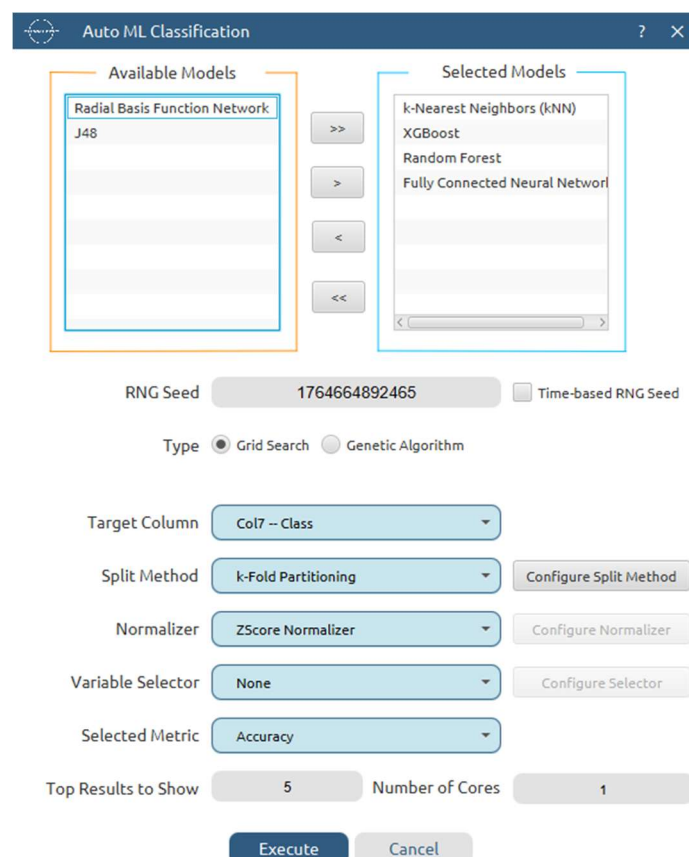 Auto ML Classification ? ×
Available Models
Selected Models
Radial Basis Function Network
J48
>>
>
<
<<
k-Nearest Neighbors (kNN)
XGBoost
Random Forest
Fully Connected Neural Networ
RNG Seed 1764664892465 Time-based RNG Seed
Type Grid Search Genetic Algorithm
Target Column Col7 -- Class
Split Method k-Fold Partitioning Configure Split Method
Normalizer ZScore Normalizer Configure Normalizer
Variable Selector None Configure Selector
Selected Metric Accuracy
Top Results to Show 5 Number of Cores 1
Execute Cancel